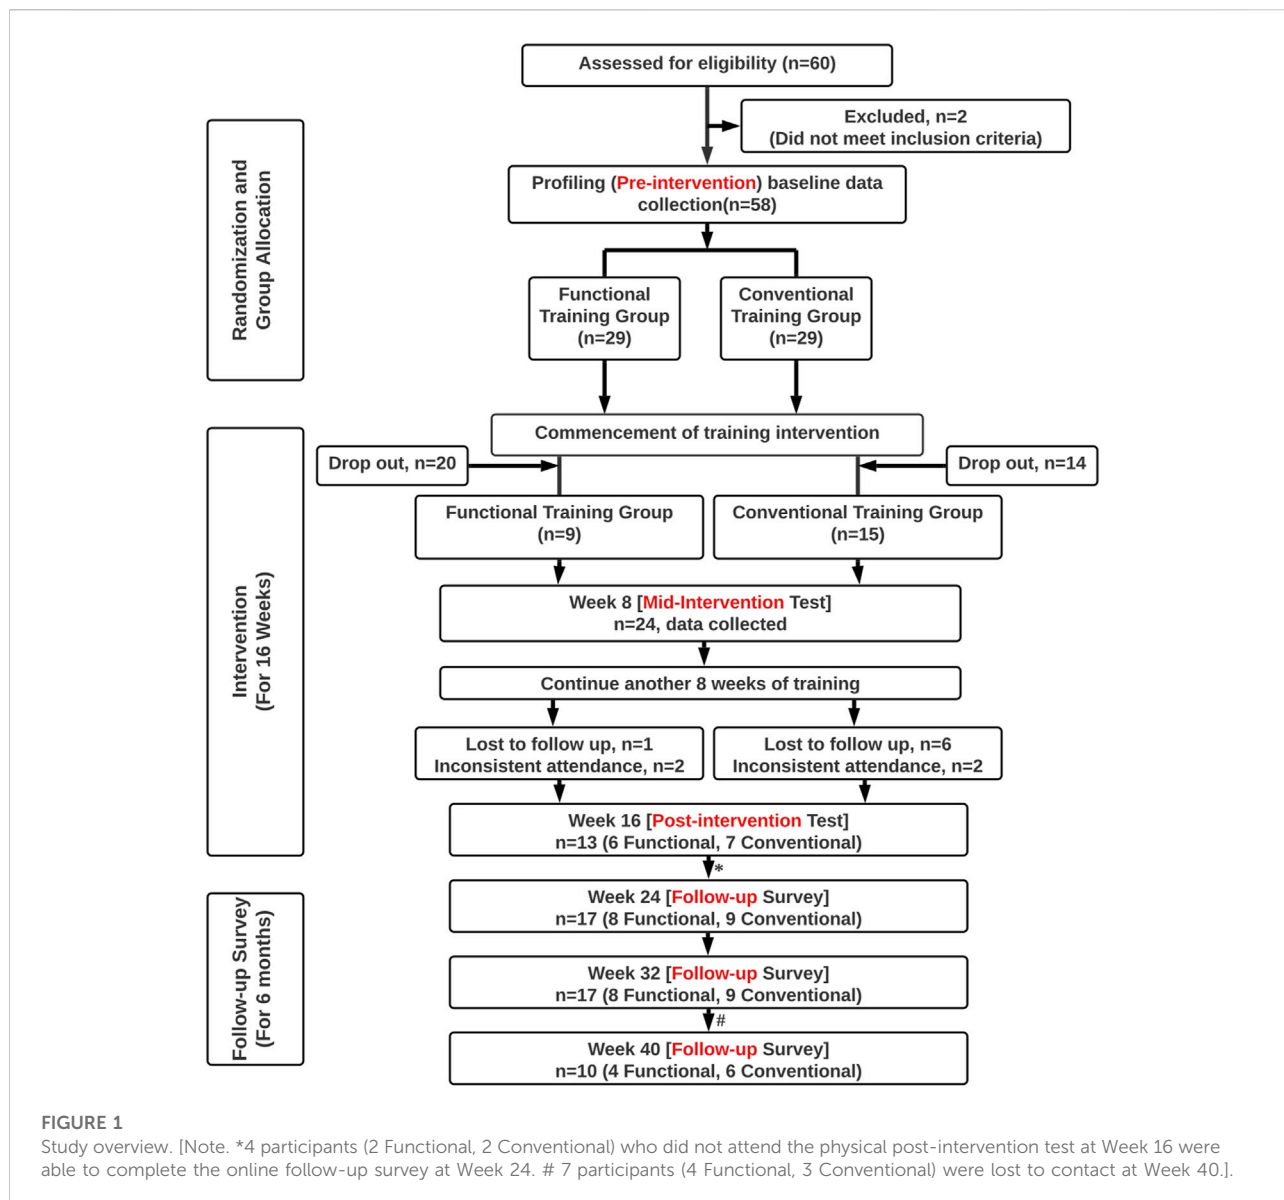 Assessed for eligibility (n=60)
Excluded, n=2
(Did not meet inclusion criteria)
Randomization and
Group Allocation
Profiling (Pre-intervention) baseline data
collection(n=58)
Functional
Training Group
(n=29)
Conventional
Training Group
(n=29)
Commencement of training intervention
Drop out, n=20
Drop out, n=14
Intervention
(For 16 Weeks)
Functional Training Group
(n=9)
Conventional Training Group
(n=15)
Week 8 [Mid-Intervention Test]
n=24, data collected
Continue another 8 weeks of training
Lost to follow up, n=1
Inconsistent attendance, n=2
Lost to follow up, n=6
Inconsistent attendance, n=2
Week 16 [Post-intervention Test]
n=13 (6 Functional, 7 Conventional)
*
Follow-up Survey
(For 6 months)
Week 24 [Follow-up Survey]
n=17 (8 Functional, 9 Conventional)
Week 32 [Follow-up Survey]
n=17 (8 Functional, 9 Conventional)
#
Week 40 [Follow-up Survey]
n=10 (4 Functional, 6 Conventional)
FIGURE 1
Study overview. [Note. *4 participants (2 Functional, 2 Conventional) who did not attend the physical post-intervention test at Week 16 were
able to complete the online follow-up survey at Week 24. # 7 participants (4 Functional, 3 Conventional) were lost to contact at Week 40.].